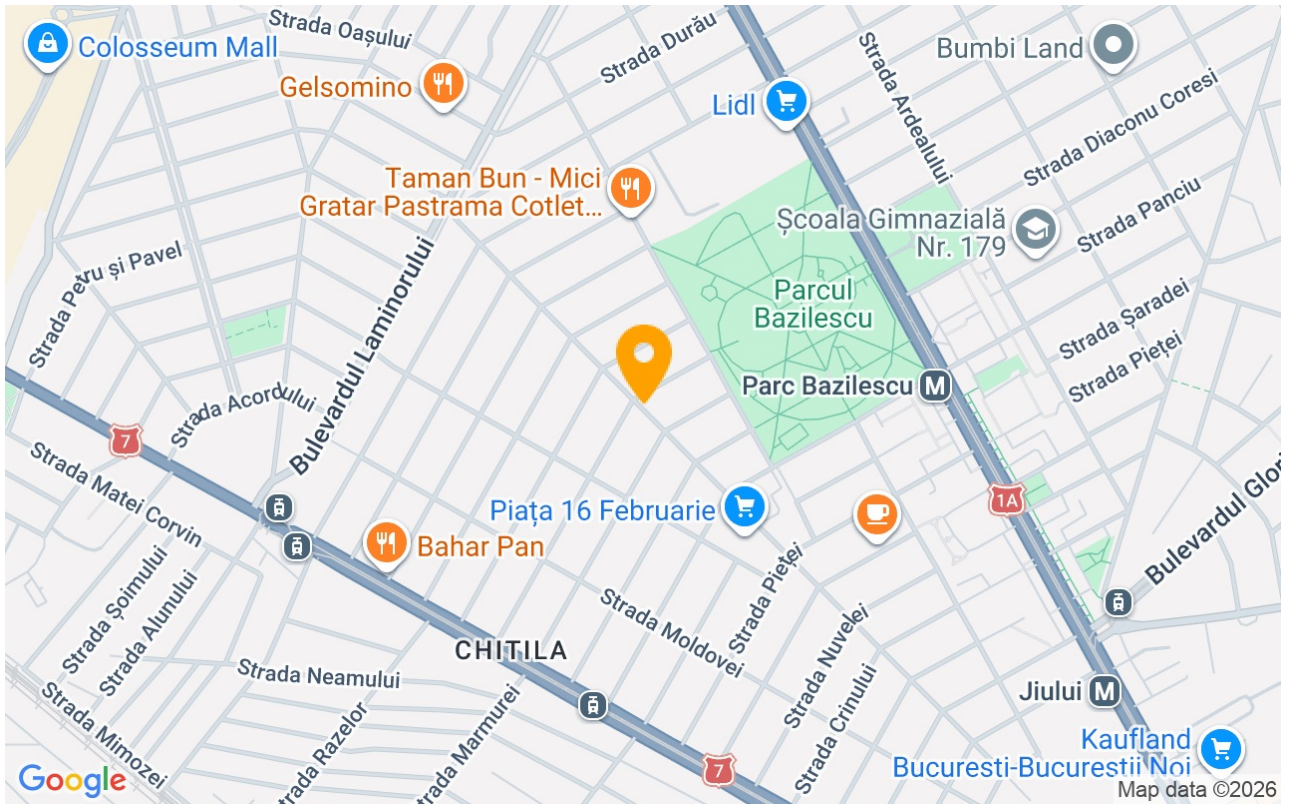 Strada Oașului
Strada Durău
Colosseum Mall
Bumbi Land
Gelsomino
Lidl
Strada Ardealului
Strada Diaconu Coresi
Taman Bun - Mici
Gratar Pastrama Cotlet...
Școala Gimnazială
Nr. 179
Strada Panciu
Strada Petru și Pavel
Bulevardul Laminorului
Parcul
Bazilescu
Strada Șaradei
Strada Pieței
Parc Bazilescu
M
Strada Acordului
7
Strada Matei Corvin
Piața 16 Februarie
1A
Bulevardul Glori
Bahar Pan
Strada Șoimului
Strada Alunului
Strada Pieței
Strada Moldovei
Strada Nuvelei
CHITILA
Strada Neamului
Strada Crinului
Jiului
M
Strada Mimozei
trada Razelor
trada Marmurei
7
Kaufland
Bucuresti-Bucurestii Noi
Google
Map data ©2026